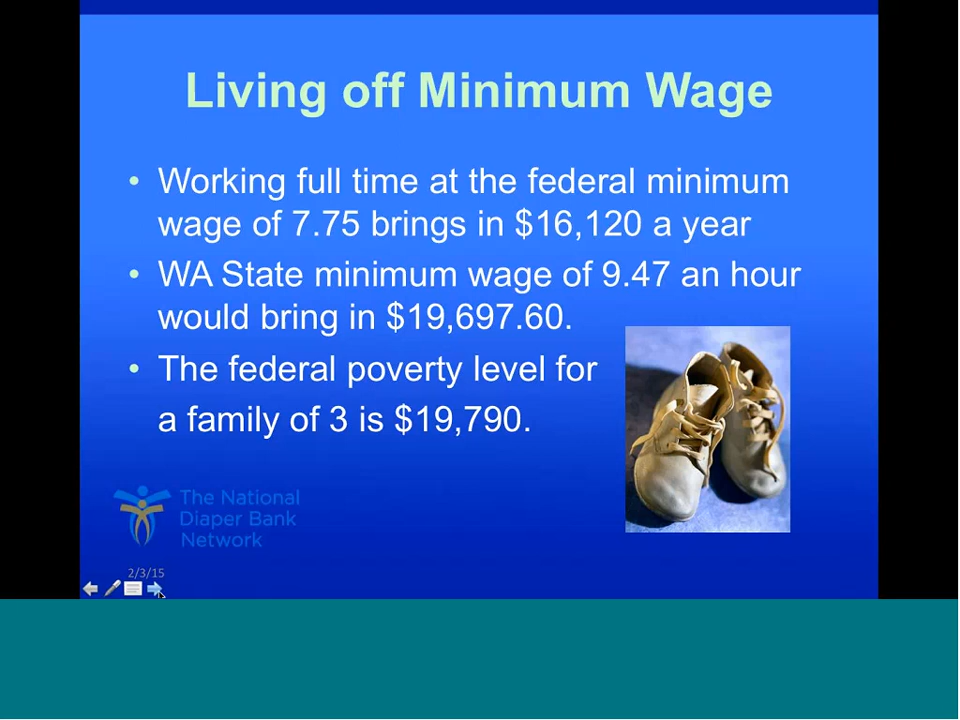 Living off Minimum Wage
• Working full time at the federal minimum
wage of 7.75 brings in $16,120 a year
• WA State minimum wage of 9.47 an hour
would bring in $19,697.60.
• The federal poverty level for
a family of 3 is $19,790.
The National
Diaper Bank
Network
2/3/15